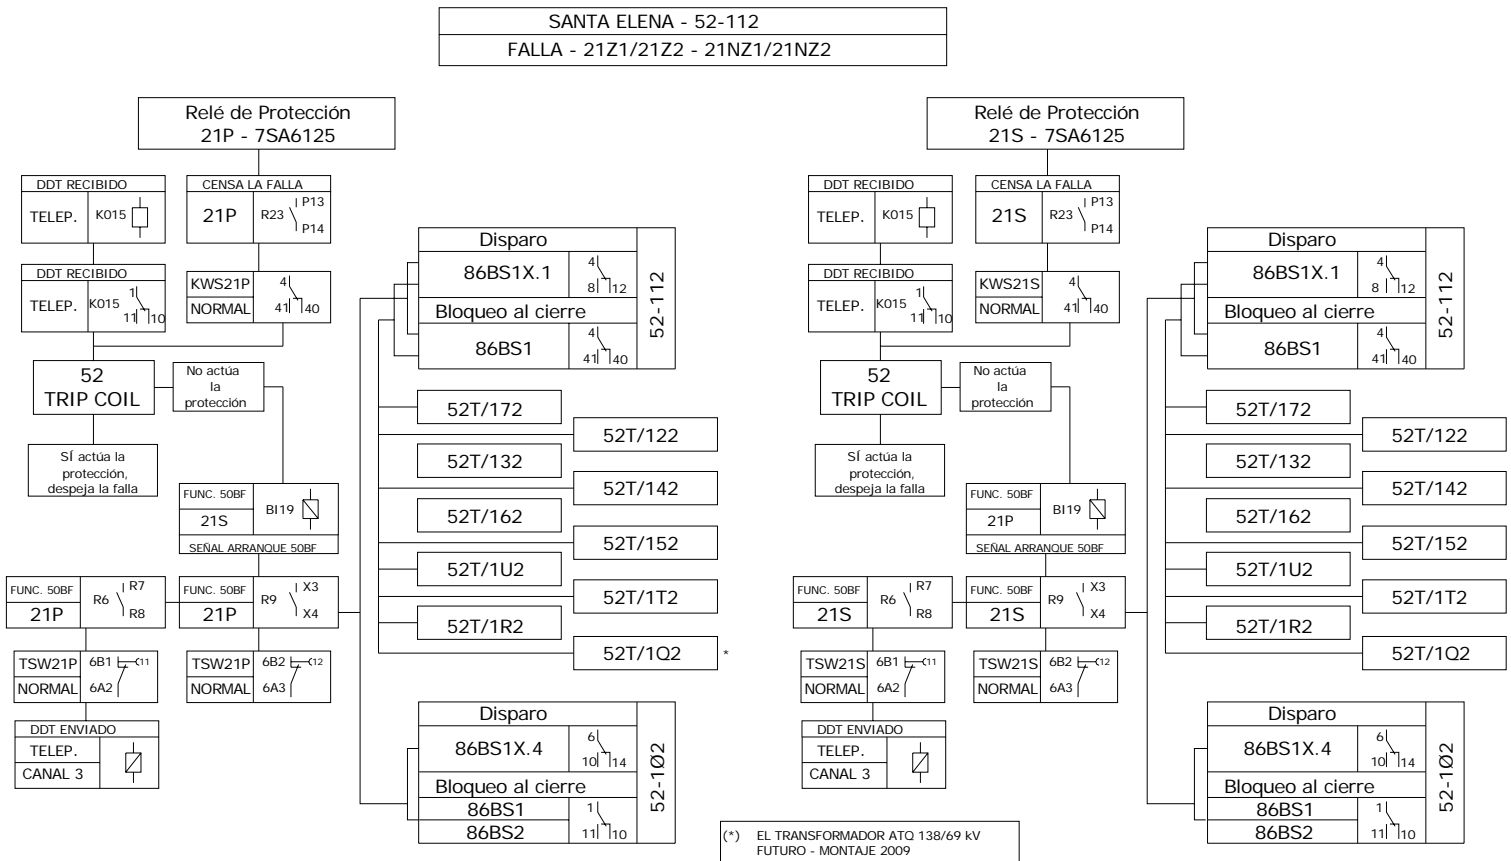 SANTA ELENA - 52-112
FALLA - 21Z1/21Z2 - 21NZ1/21NZ2
Relé de Protección
21P - 7SA6125
DDT RECIBIDO
TELEP.
K015
CENSA LA FALLA
21P
R23
P13
P14
DDT RECIBIDO
TELEP.
K015
1
11
10
KWS21P
NORMAL
4
41
40
52
TRIP COIL
No actúa
la
protección
SÍ actúa la
protección,
despeja la falla
FUNC. 50BF
21S
BI19
SEÑAL ARRANQUE 50BF
FUNC. 50BF
21P
R6
R7
R8
FUNC. 50BF
21P
R9
X3
X4
TSW21P
NORMAL
6B1
11
6A2
TSW21P
NORMAL
6B2
12
6A3
DDT ENVIADO
TELEP.
CANAL 3
Disparo
86BS1X.1
4
8
12
Bloqueo al cierre
86BS1
4
41
40
52-112
52T/172
52T/122
52T/132
52T/142
52T/162
52T/152
52T/1U2
52T/1T2
52T/1R2
52T/1Q2
*
Disparo
86BS1X.4
6
10
14
Bloqueo al cierre
86BS1
86BS2
1
11
10
52-1Ø2
Relé de Protección
21S - 7SA6125
DDT RECIBIDO
TELEP.
K015
CENSA LA FALLA
21S
R23
P13
P14
DDT RECIBIDO
TELEP.
K015
1
11
10
KWS21S
NORMAL
4
41
40
52
TRIP COIL
No actúa
la
protección
SÍ actúa la
protección,
despeja la falla
FUNC. 50BF
21P
BI19
SEÑAL ARRANQUE 50BF
FUNC. 50BF
21S
R6
R7
R8
FUNC. 50BF
21S
R9
X3
X4
TSW21S
NORMAL
6B1
11
6A2
TSW21S
NORMAL
6B2
12
6A3
DDT ENVIADO
TELEP.
CANAL 3
Disparo
86BS1X.1
4
8
12
Bloqueo al cierre
86BS1
4
41
40
52-112
52T/172
52T/122
52T/132
52T/142
52T/162
52T/152
52T/1U2
52T/1T2
52T/1R2
52T/1Q2
Disparo
86BS1X.4
6
10
14
Bloqueo al cierre
86BS1
86BS2
1
11
10
52-1Ø2
(*) EL TRANSFORMADOR ATQ 138/69 kV
FUTURO - MONTAJE 2009